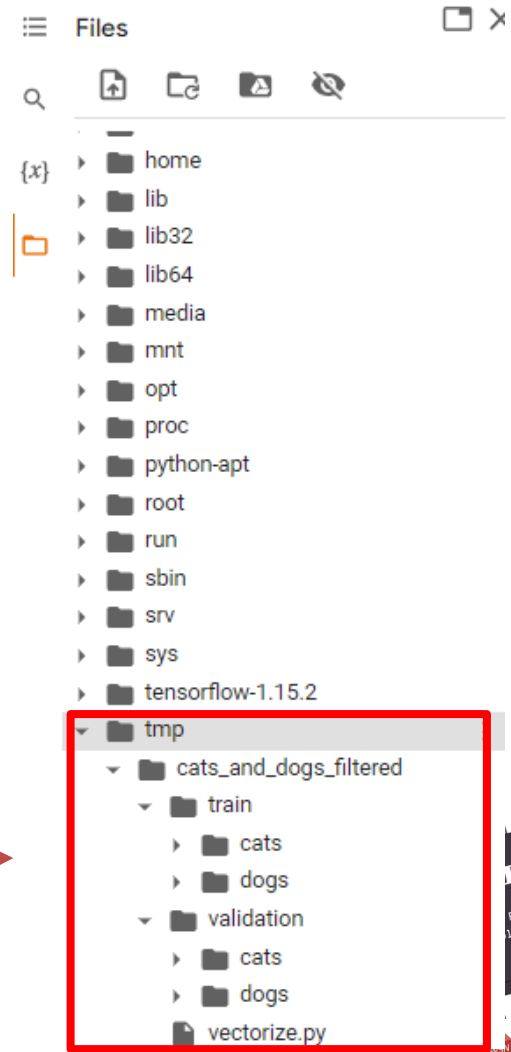 Files
{x}
home
lib
lib32
lib64
media
mnt
opt
proc
python-apt
root
run
sbin
srv
sys
tensorflow-1.15.2
tmp
cats_and_dogs_filtered
train
cats
dogs
validation
cats
dogs
vectorize.py